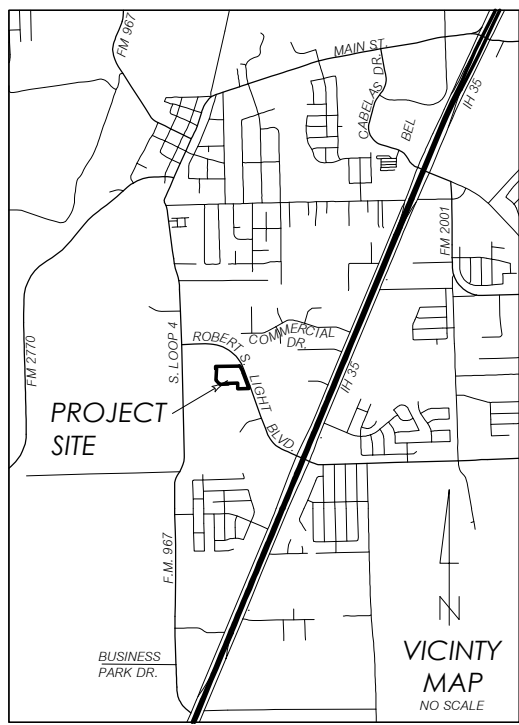 FM 967
MAIN ST.
CABELAS DR.
BEL
IH 35
FM 2001
FM 2770
S. LOOP 4
ROBERT S. LIGHT BLVD
COMMERCIAL
DR.
IH 35
PROJECT
SITE
F.M. 967
BUSINESS
PARK DR.
N
VICINTY
MAP
NO SCALE